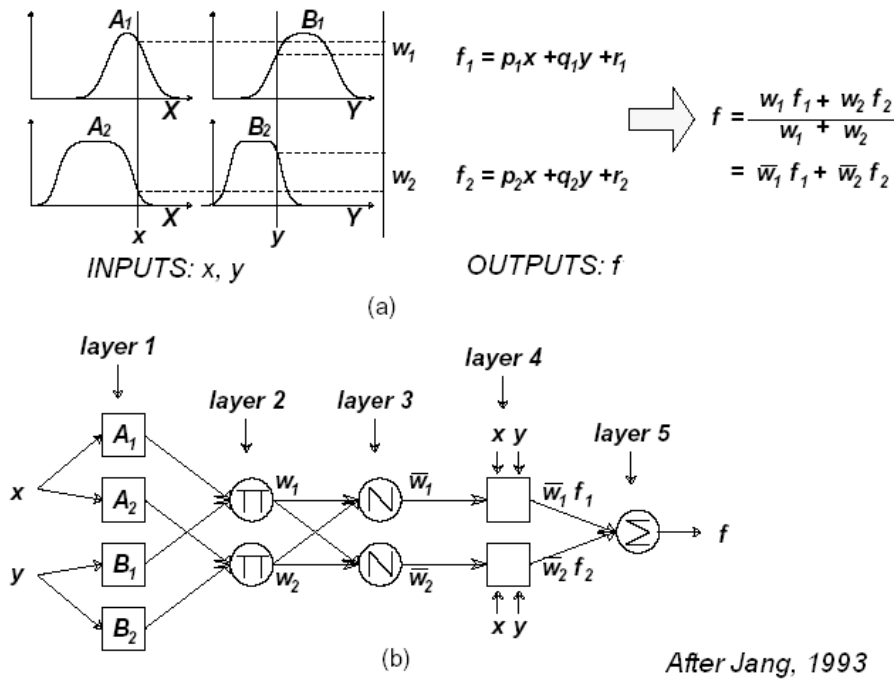 A₁ B₁
w₁
X Y
f₁ = p₁x +q₁y +r₁
f = w₁ f₁ + w₂ f₂ / w₁ + w₂
= w̅₁ f₁ + w̅₂ f₂
A₂ B₂
w₂
X Y
f₂ = p₂x +q₂y +r₂
x y
INPUTS: x, y OUTPUTS: f
(a)
layer 1
layer 2 layer 3 layer 4
layer 5
x y
A₁
x A₂ Π w₁ N w̅₁ w̅₁ f₁
Σ f
y B₁ Π w₂ N w̅₂ w̅₂ f₂
B₂
x y
(b)
After Jang, 1993